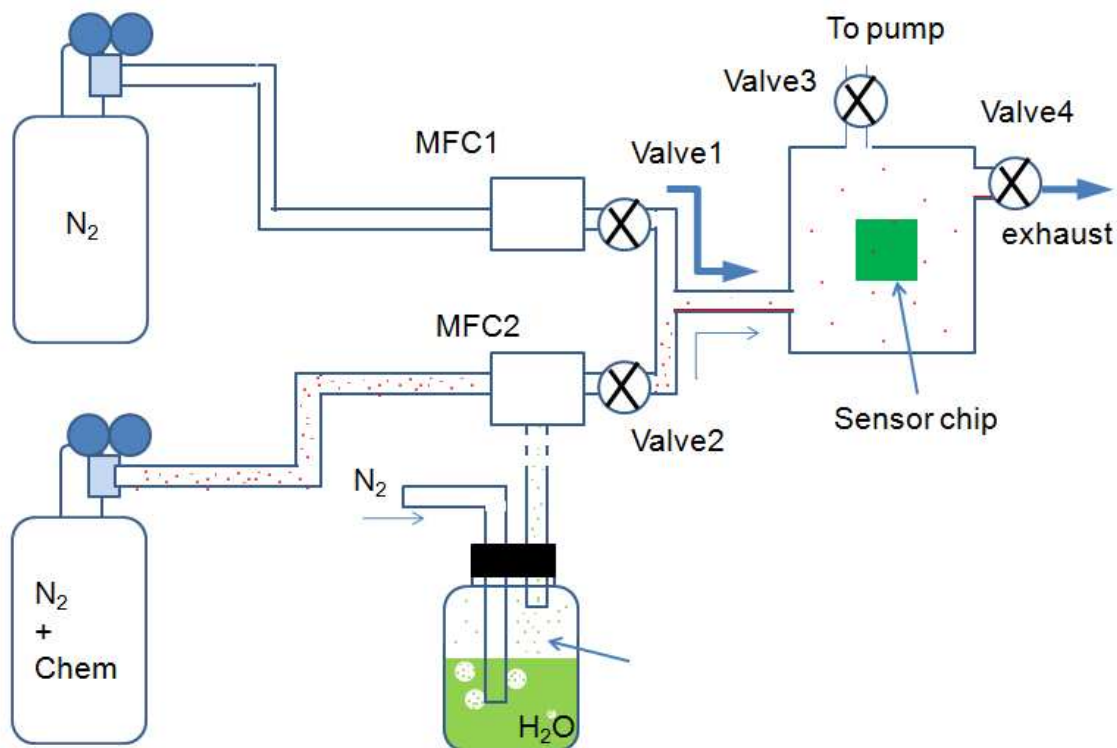 To pump
Valve3
Valve4
MFC1
Valve1
N₂
exhaust
MFC2
Sensor chip
Valve2
N₂
N₂
+
Chem
H₂O